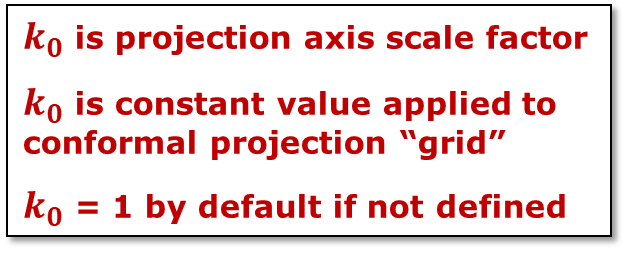 k₀ is projection axis scale factor
k₀ is constant value applied to
conformal projection “grid”
k₀ = 1 by default if not defined